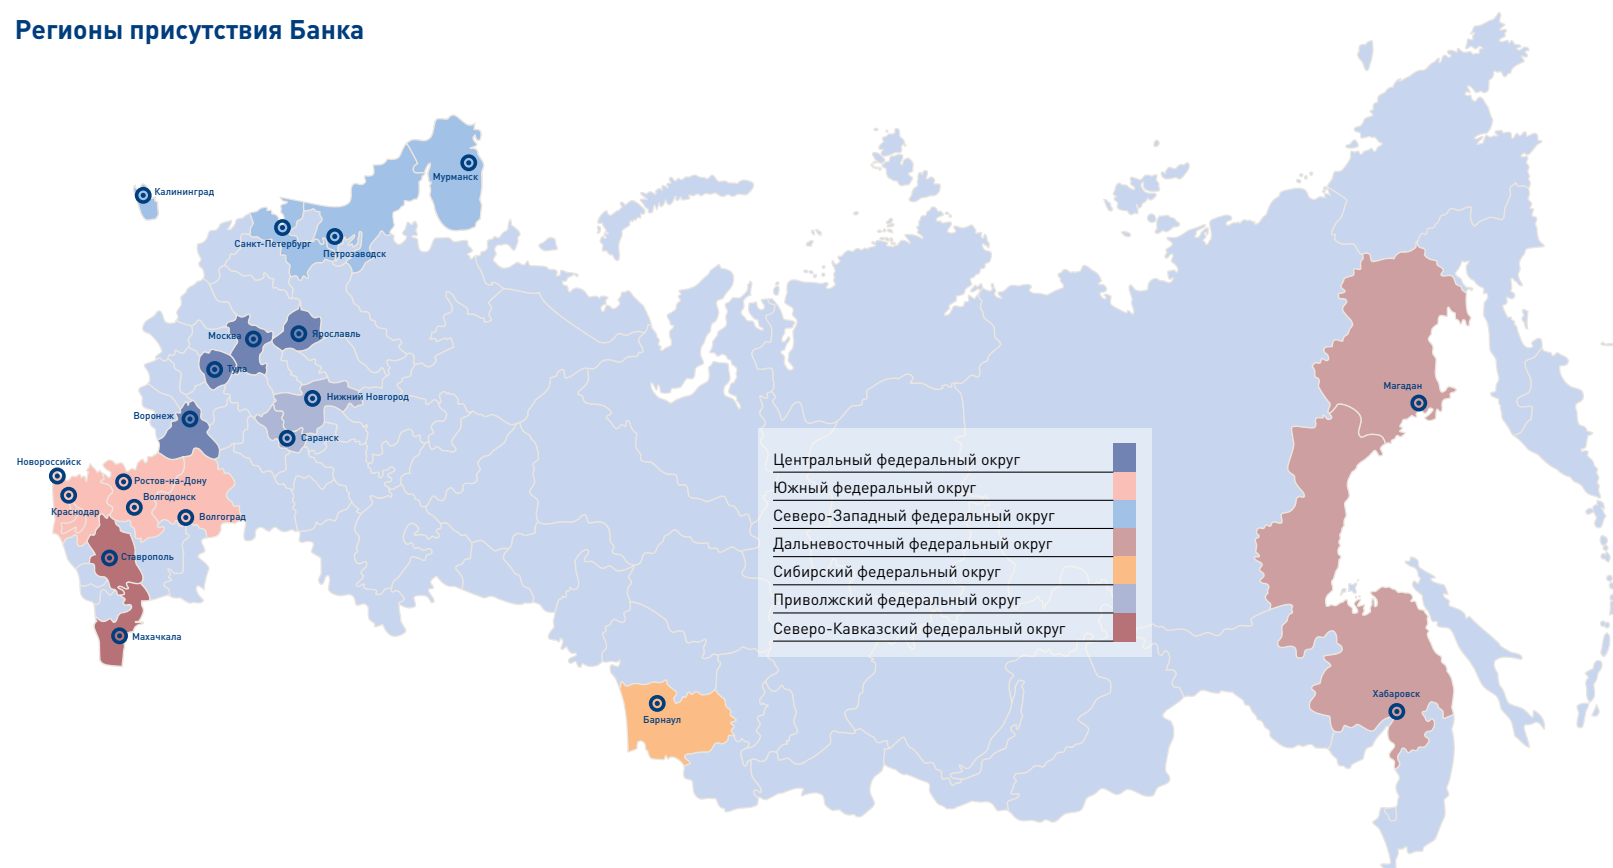 Регионы присутствия Банка
Калининград
Мурманск
Санкт-Петербург
Петрозаводск
Москва
Ярославль
Тула
Нижний Новгород
Воронеж
Саранск
Новороссийск
Ростов-на-Дону
Волгодонск
Краснодар
Волгоград
Ставрополь
Махачкала
Барнаул
Магадан
Хабаровск
Центральный федеральный округ
Южный федеральный округ
Северо-Западный федеральный округ
Дальневосточный федеральный округ
Сибирский федеральный округ
Приволжский федеральный округ
Северо-Кавказский федеральный округ